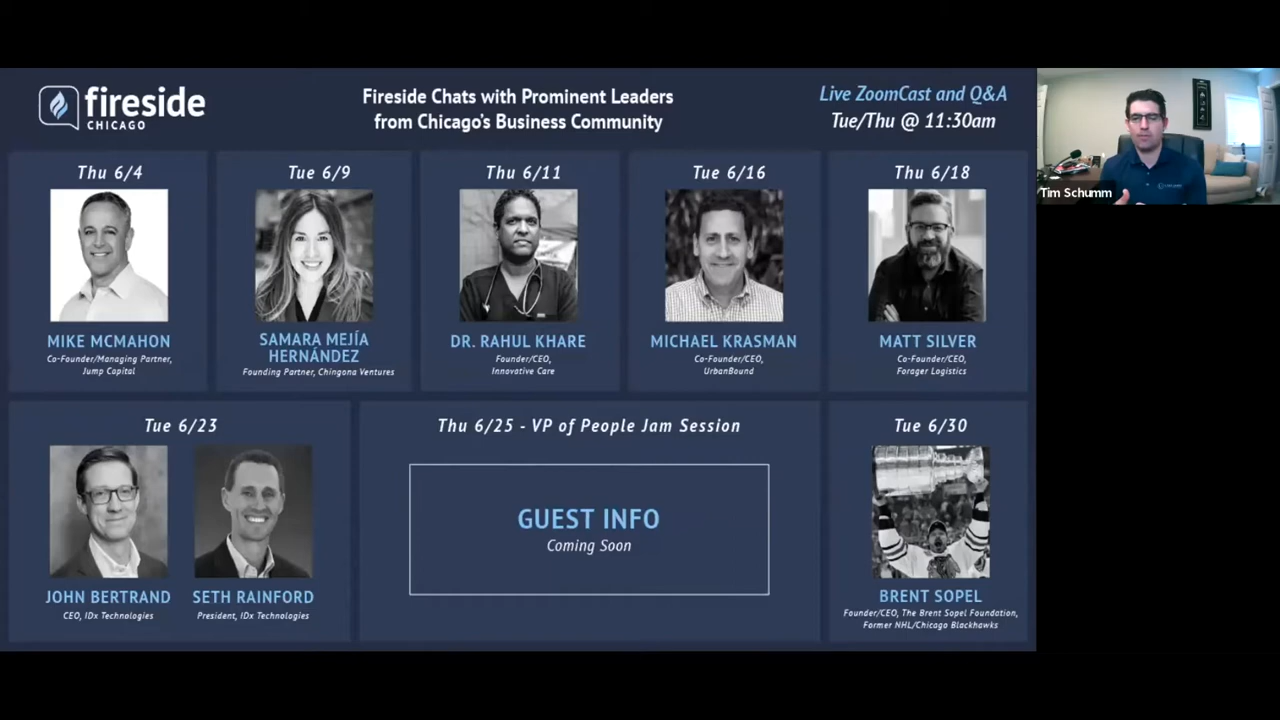 fireside
CHICAGO
Fireside Chats with Prominent Leaders
from Chicago's Business Community
Live ZoomCast and Q&A
Tue/Thu @ 11:30am
Tim Schumm
Thu 6/4
MIKE MCMAHON
Co-Founder/Managing Partner,
Jump Capital
Tue 6/9
SAMARA MEJÍA
HERNÁNDEZ
Founding Partner, Chingona Ventures
Thu 6/11
DR. RAHUL KHARE
Founder/CEO,
Innovative Care
Tue 6/16
MICHAEL KRASMAN
Co-Founder/CEO,
UrbanBound
Thu 6/18
MATT SILVER
Co-Founder/CEO,
Forager Logistics
Tue 6/23
JOHN BERTRAND
CEO, IDx Technologies
SETH RAINFORD
President, IDx Technologies
Thu 6/25 - VP of People Jam Session
GUEST INFO
Coming Soon
Tue 6/30
BRENT SOPEL
Founder/CEO, The Brent Sopel Foundation,
Former NHL/Chicago Blackhawks